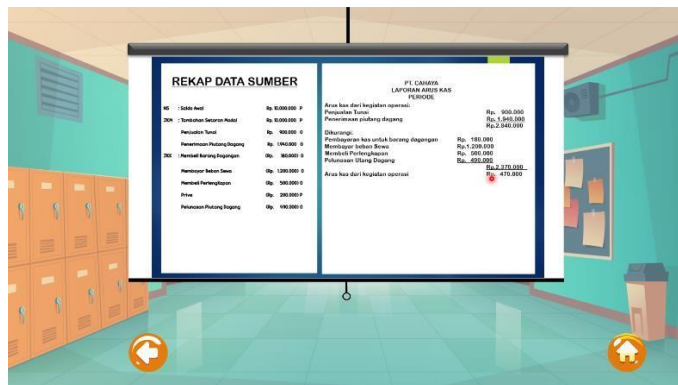 REKAP DATA SUMBER
NS : Saldo Awal Rp. 10.000.000 P
JKM : Tambahan Setoran Modal Rp. 10.000.000 P
Penjualan Tunai Rp. 900.000 O
Penerimaan Piutang Dagang Rp. 1.940.000 O
JKK : Membeli Barang Dagangan (Rp. 180.000) O
Membayar Beban Sewa (Rp. 1.200.000) O
Membeli Perlengkapan (Rp. 500.000) O
Prive (Rp. 200.000) P
Pelunasan Piutang Dagang (Rp. 490.000) O
PT. CAHAYA
LAPORAN ARUS KAS
PERIODE
Arus kas dari kegiatan operasi:
Penjualan Tunai Rp. 900.000
Penerimaan piutang dagang Rp. 1.940.000
Rp.2.840.000
Dikurangi:
Pembayaran kas untuk barang dagangan Rp. 180.000
Membayar beban Sewa Rp.1.200.000
Membeli Perlengkapan Rp. 500.000
Pelunasan Utang Dagang Rp. 490.000
Rp.2.370.000
Arus kas dari kegiatan operasi Rp. 470.000